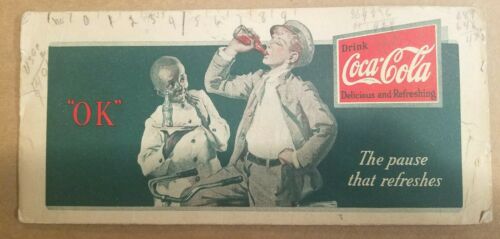 "OK"
Drink
Coca-Cola
Delicious and Refreshing
The pause
that refreshes